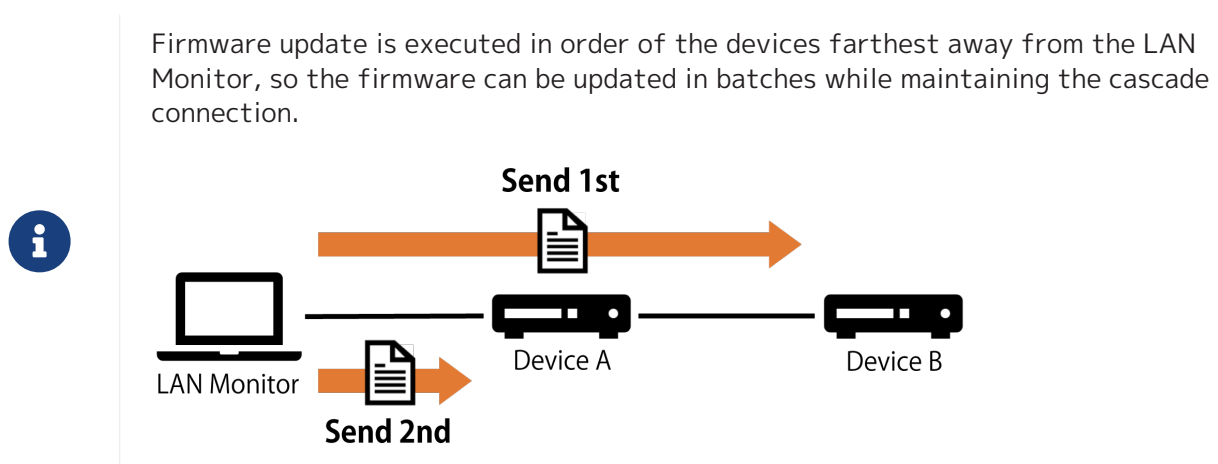 Firmware update is executed in order of the devices farthest away from the LAN
Monitor, so the firmware can be updated in batches while maintaining the cascade
connection.
Send 1st
Device A
Device B
LAN Monitor
Send 2nd